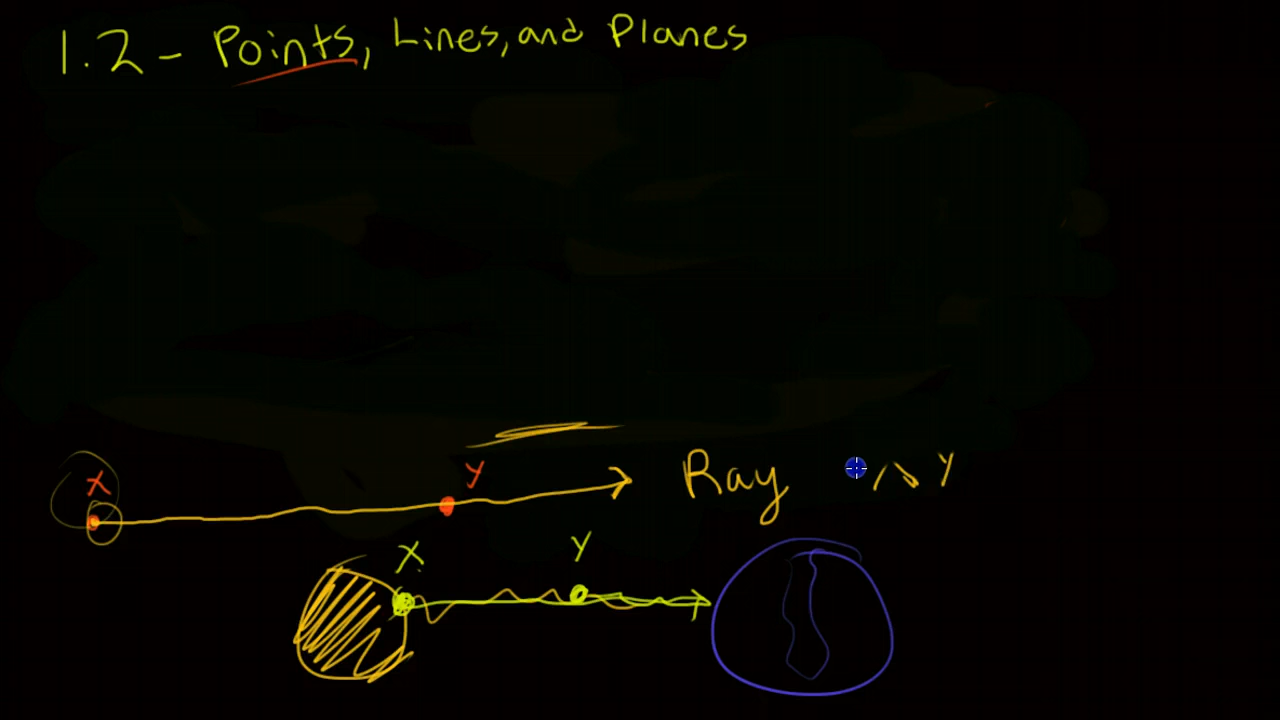 1.2 - Points, Lines, and Planes
X Y Ray Y
X Y